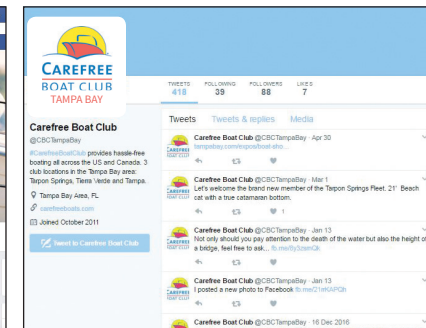 CAREFREE
BOAT CLUB
TAMPA BAY
TWEETS FOLLOWING FOLLOWERS LIKES
418 39 88 7
Carefree Boat Club
@CBCTampaBay
#CarefreeBoatClub provides hassle-free
boating all across the US and Canada. 3
club locations in the Tampa Bay area:
Tarpon Springs, Tierra Verde and Tampa.
Tampa Bay Area, FL
carefreeboats.com
Joined October 2011
Tweet to Carefree Boat Club
Tweets Tweets & replies Media
Carefree Boat Club @CBCTampaBay · Apr 30
Carefree Boat Club @CBCTampaBay · Mar 1
Let's welcome the brand new member of the Tarpon Springs Fleet. 21' Beach
cat with a true catamaran bottom.
1
Carefree Boat Club @CBCTampaBay · Jan 13
Not only should you pay attention to the death of the water but also the height of
a bridge, feel free to ask...
Carefree Boat Club @CBCTampaBay · Jan 13
I posted a new photo to Facebook
Carefree Boat Club @CBCTampaBay · 16 Dec 2016